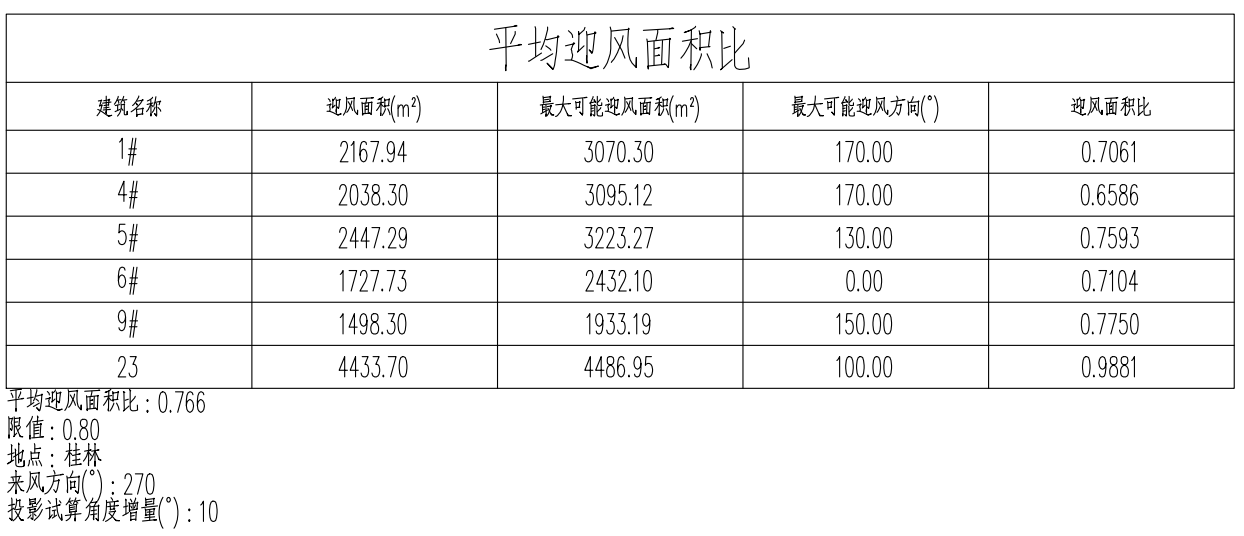 平均迎风面积比
建筑名称 迎风面积(m²) 最大可能迎风面积(m²) 最大可能迎风方向(°) 迎风面积比
1# 2167.94 3070.30 170.00 0.7061
4# 2038.30 3095.12 170.00 0.6586
5# 2447.29 3223.27 130.00 0.7593
6# 1727.73 2432.10 0.00 0.7104
9# 1498.30 1933.19 150.00 0.7750
23 4433.70 4486.95 100.00 0.9881
平均迎风面积比：0.766
限值：0.80
地点：桂林
来风方向(°)：270
投影试算角度增量(°)：10